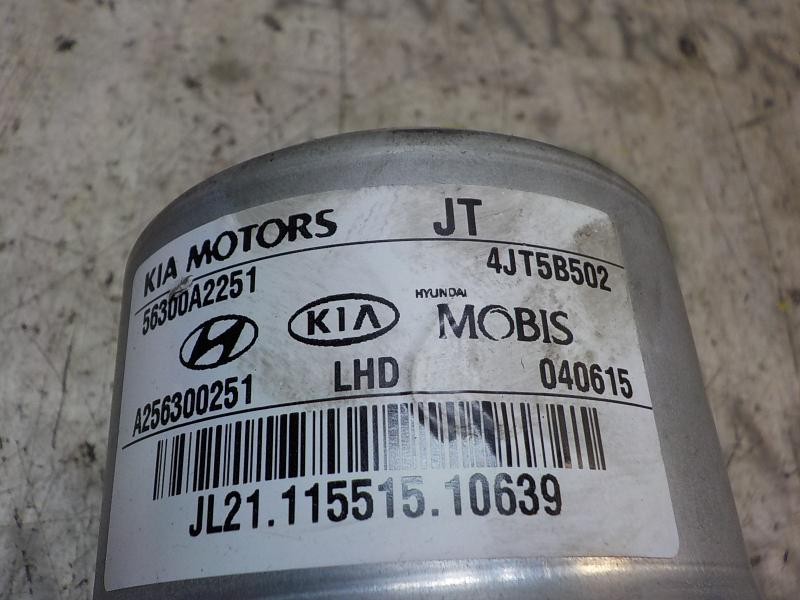 KIA MOTORS JT
56300A2251 4JT5B502
KIA HYUNDAI MOBIS
A256300251 LHD 040615
JL21.115515.10639